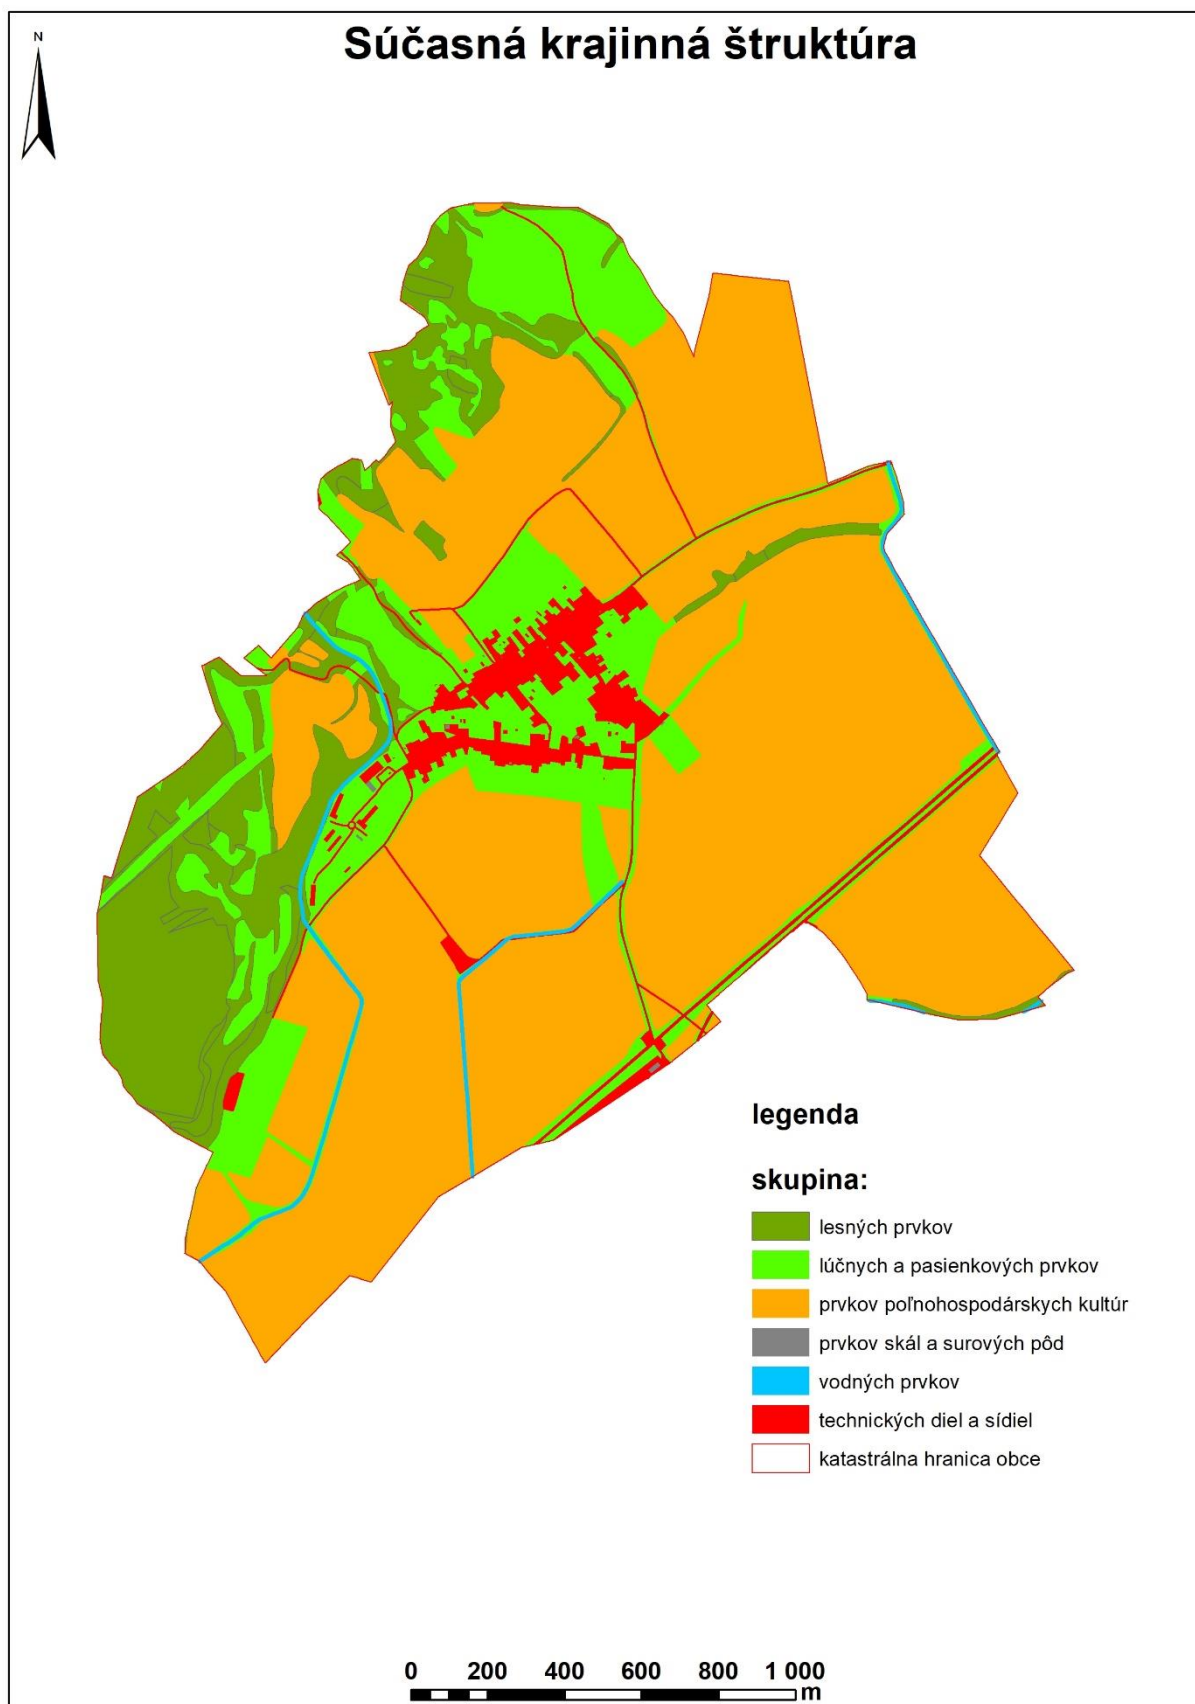 Súčasná krajinná štruktúra
N
legenda
skupina:
lesných prvkov
lúčnych a pasienkových prvkov
prvkov poľnohospodárskych kultúr
prvkov skál a surových pôd
vodných prvkov
technických diel a sídiel
katastrálna hranica obce
0 200 400 600 800 1 000
m